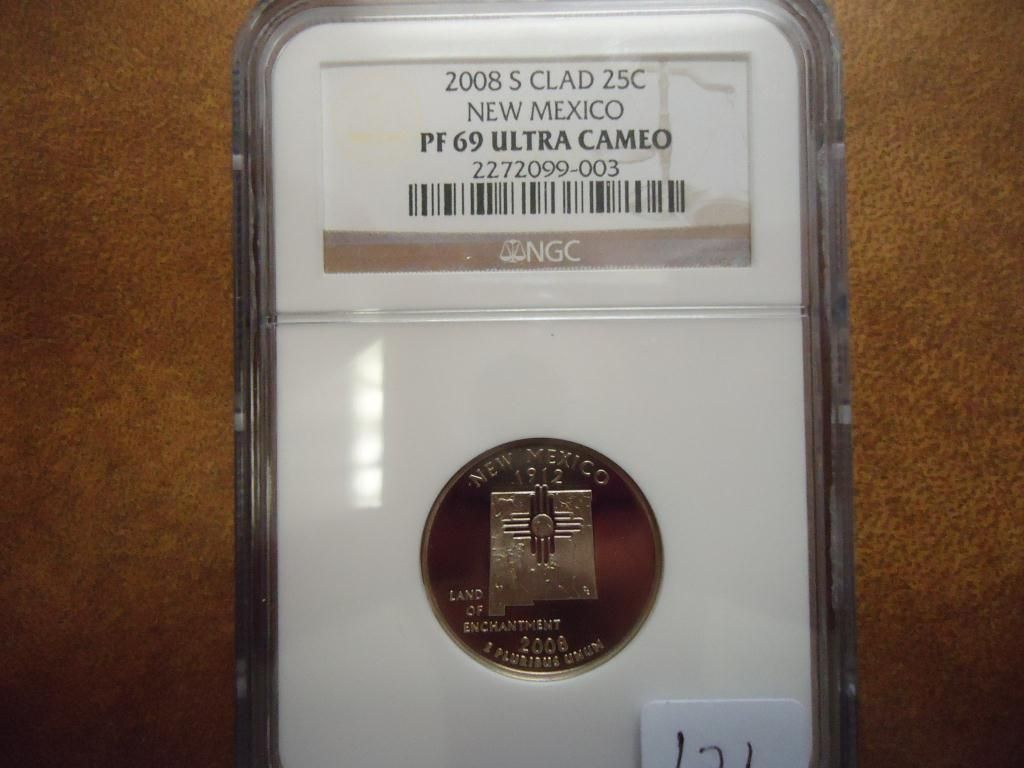 2008 S CLAD 25C
NEW MEXICO
PF 69 ULTRA CAMEO
2272099-003
NGC
NEW MEXICO
1912
LAND
OF
ENCHANTMENT
2008
E PLURIBUS UNUM